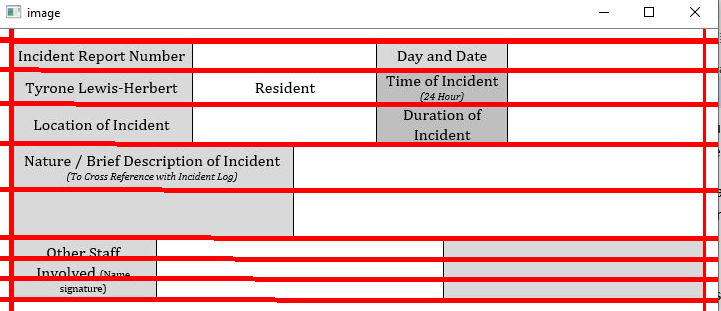 image
Incident Report Number
Day and Date
Tyrone Lewis-Herbert
Resident
Time of Incident
(24 Hour)
Location of Incident
Duration of
Incident
Nature / Brief Description of Incident
(To Cross Reference with Incident Log)
Other Staff
Involved (Name
signature)